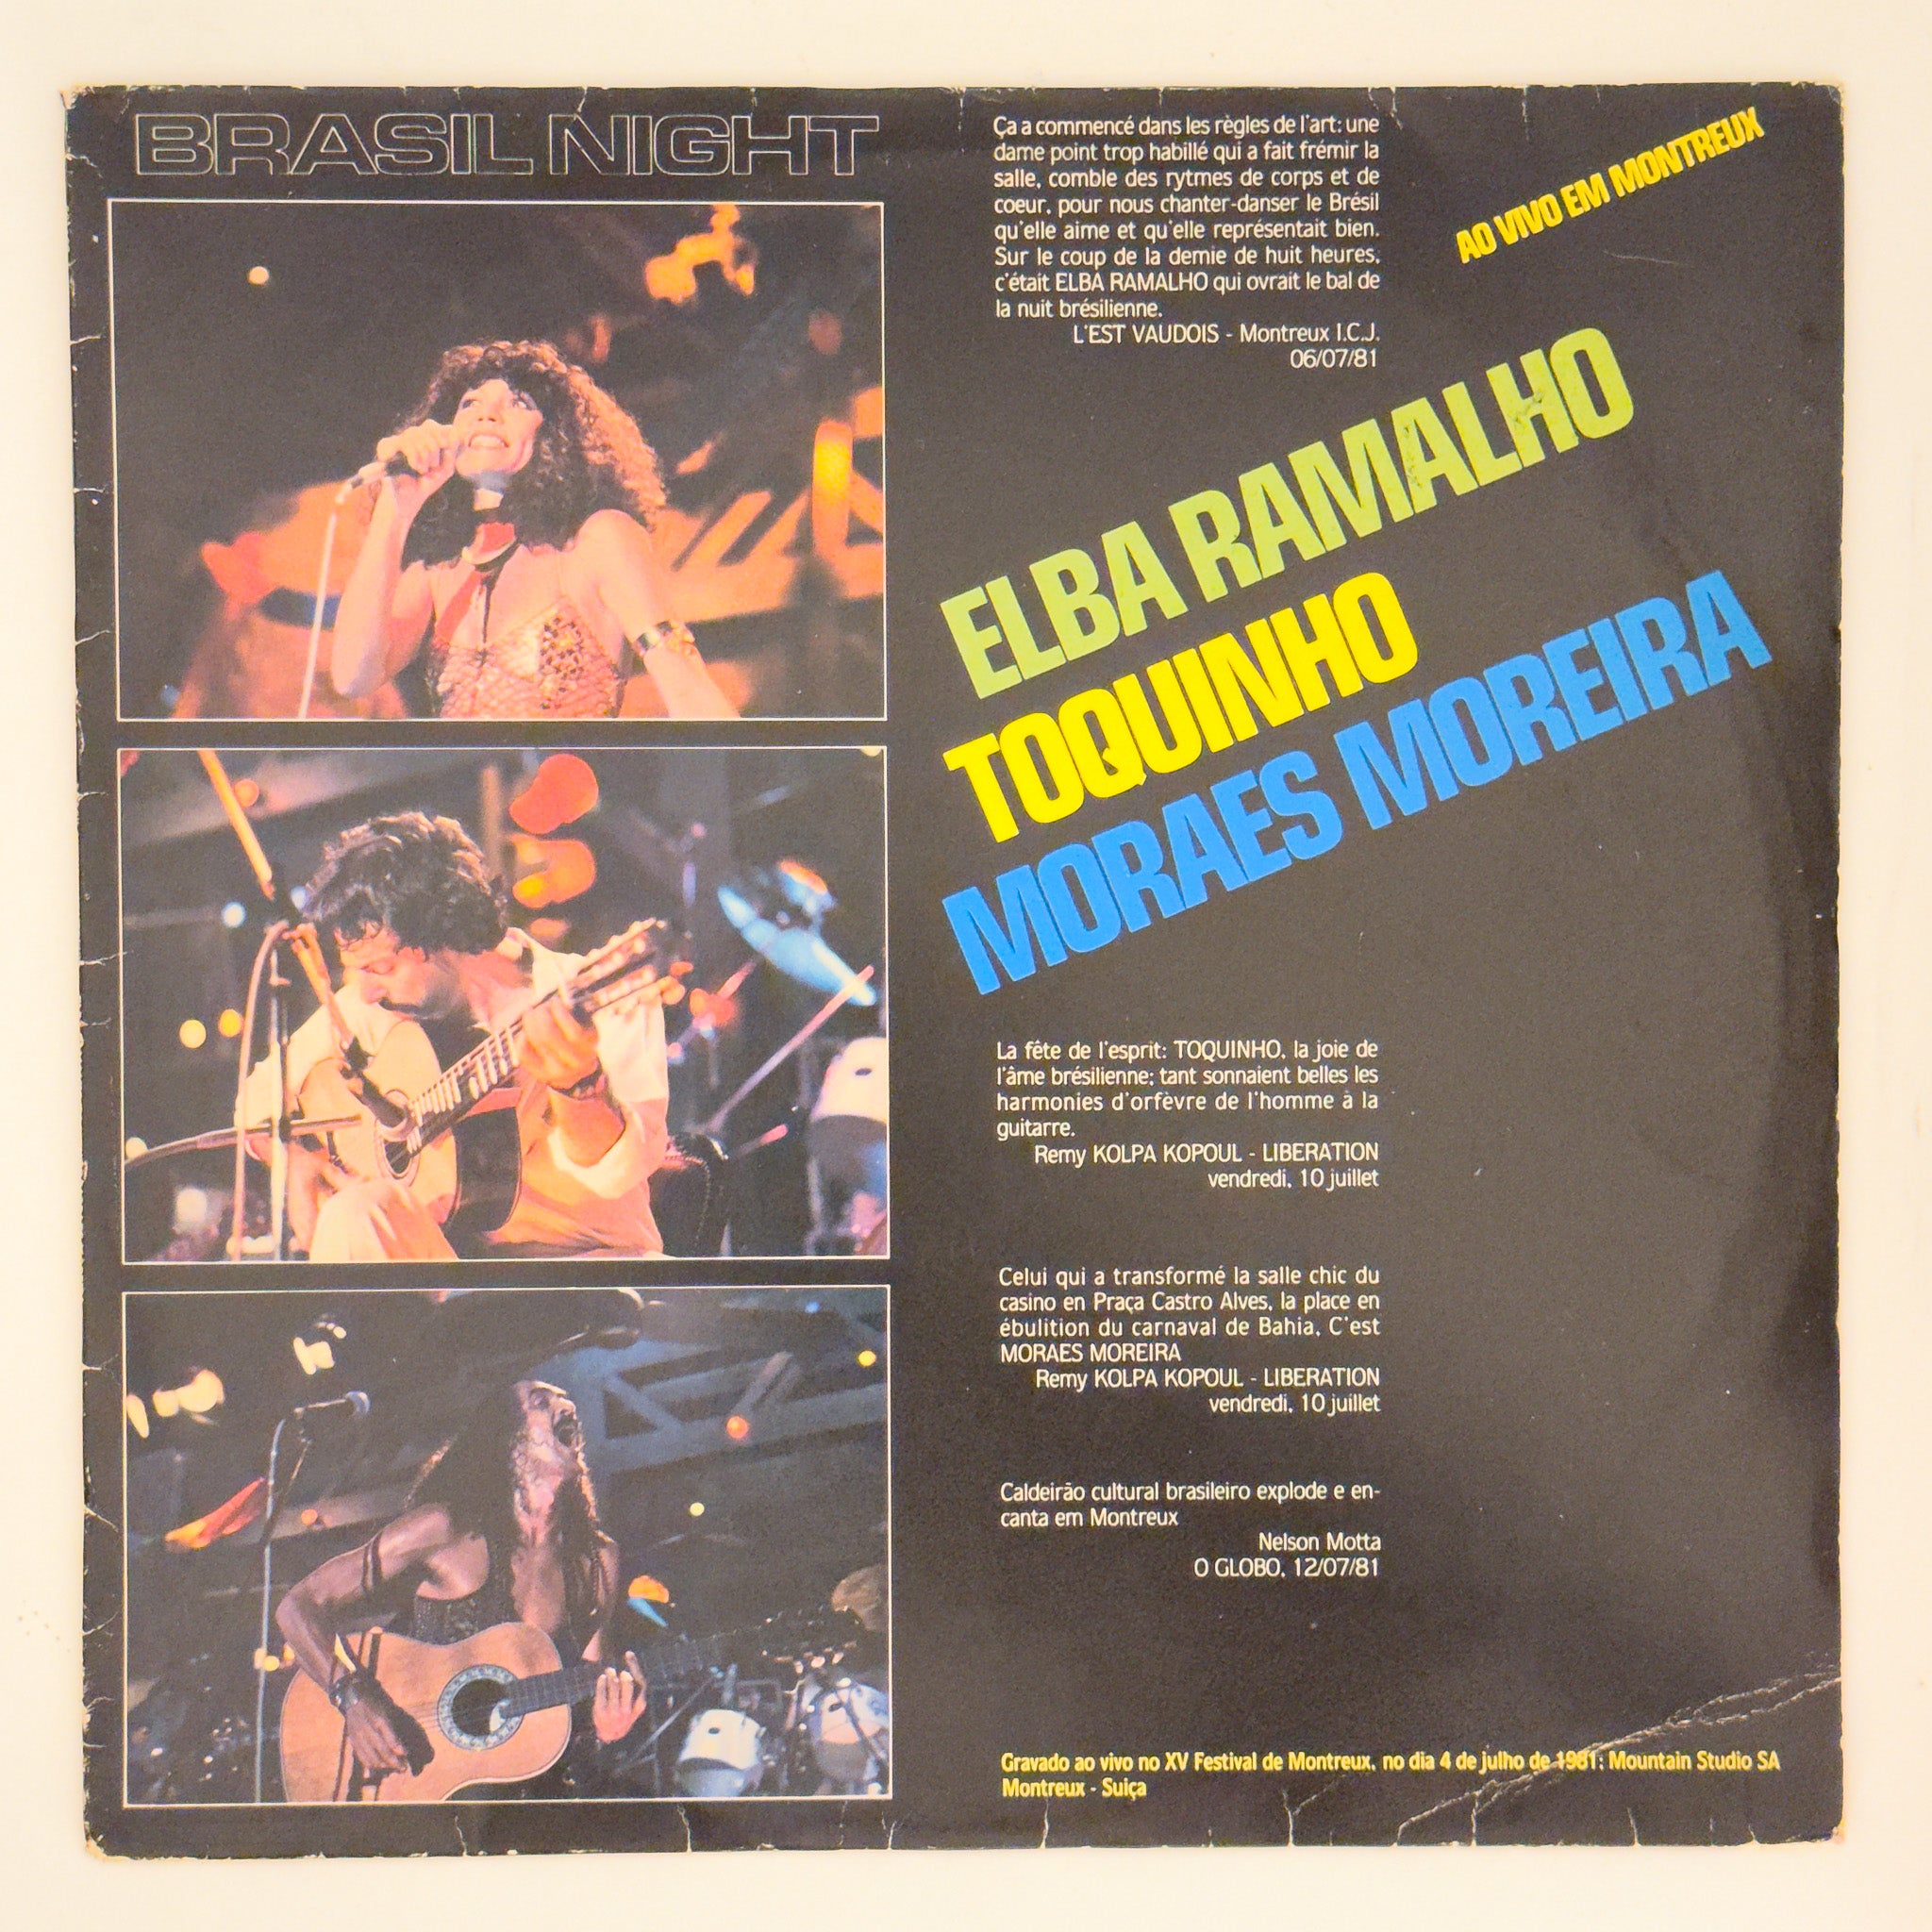 BRASIL NIGHT
Ça a commencé dans les règles de l'art: une
dame point trop habillé qui a fait frémir la
salle, comble des rytmes de corps et de
coeur, pour nous chanter-danser le Brésil
qu'elle aime et qu'elle représentait bien.
Sur le coup de la demie de huit heures,
c'était ELBA RAMALHO qui ovrait le bal de
la nuit brésilienne.
L'EST VAUDOIS - Montreux I.C.J.
06/07/81
AO VIVO EM MONTREUX
ELBA RAMALHO
TOQUINHO
MORAES MOREIRA
La fête de l'esprit: TOQUINHO, la joie de
l'âme brésilienne; tant sonnaient belles les
harmonies d'orfèvre de l'homme à la
guitarre.
Remy KOLPA KOPOUL - LIBERATION
vendredi, 10 juillet
Celui qui a transformé la salle chic du
casino en Praça Castro Alves, la place en
ébulition du carnaval de Bahia, C'est
MORAES MOREIRA
Remy KOLPA KOPOUL - LIBERATION
vendredi, 10 juillet
Caldeirão cultural brasileiro explode e en-
canta em Montreux
Nelson Motta
O GLOBO, 12/07/81
Gravado ao vivo no XV Festival de Montreux, no dia 4 de julho de 1981; Mountain Studio SA
Montreux - Suiça